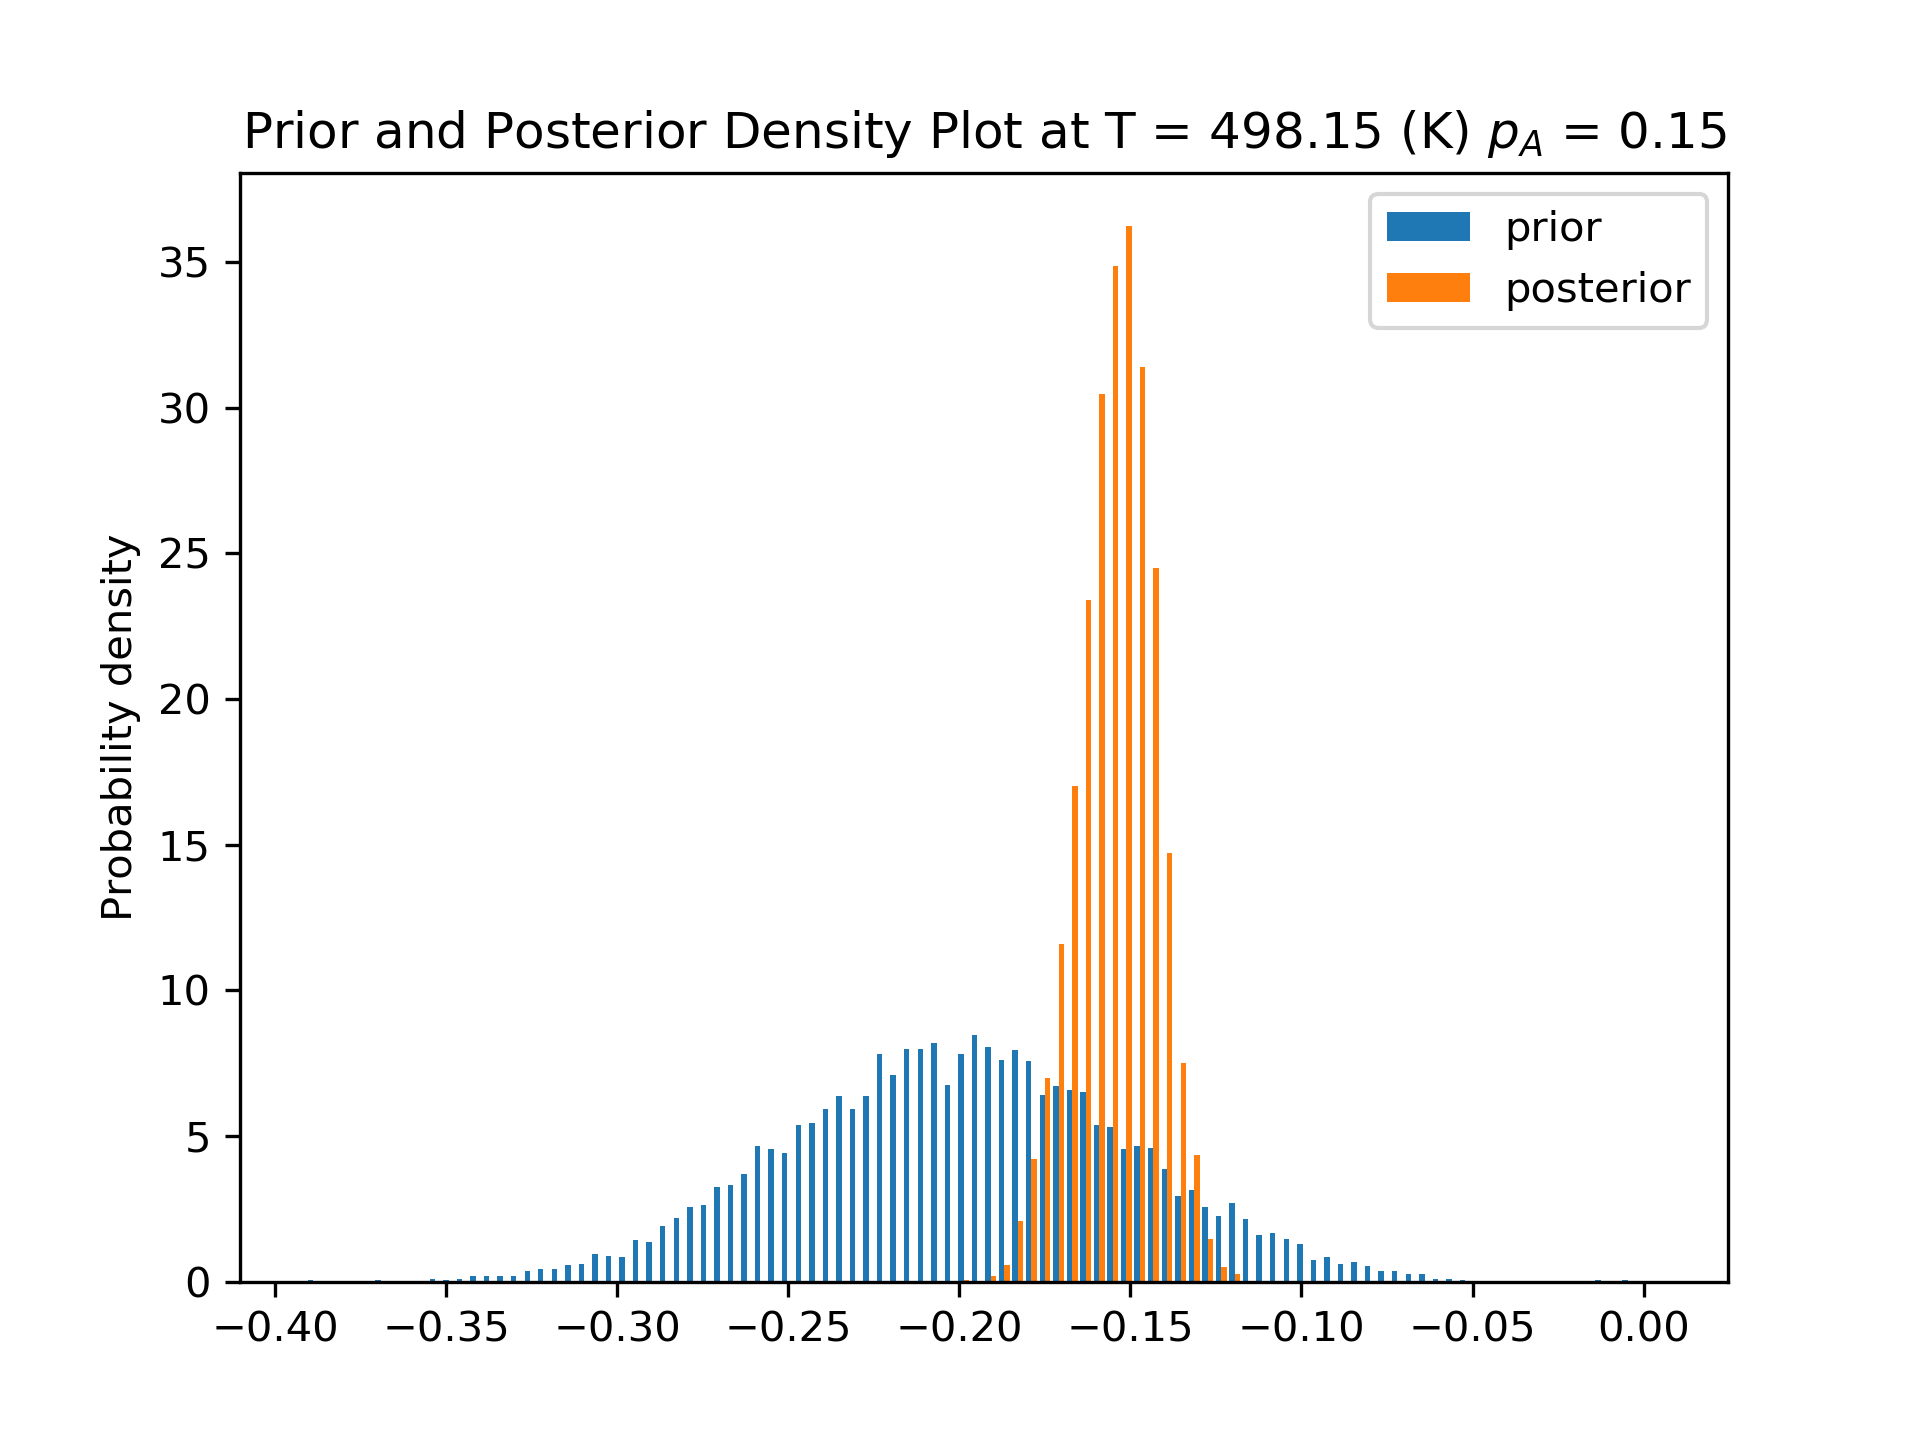 Prior and Posterior Density Plot at T = 498.15 (K) p_A = 0.15
prior
posterior
Probability density
35
30
25
20
15
10
5
0
−0.40 −0.35 −0.30 −0.25 −0.20 −0.15 −0.10 −0.05 0.00